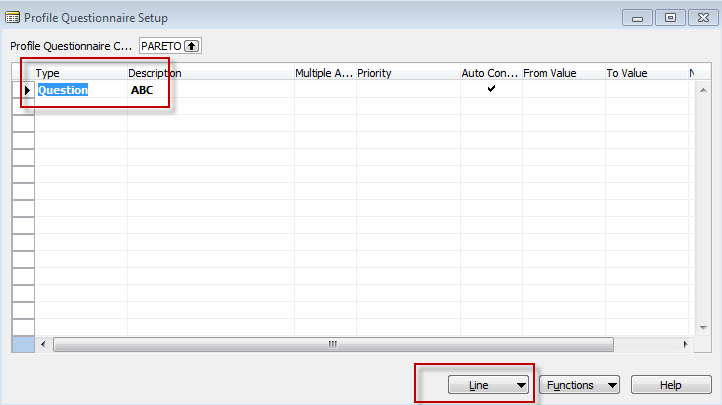 Profile Questionnaire Setup
Profile Questionnaire C... PARETO
Type Description Multiple A... Priority Auto Con... From Value To Value N
Question ABC
Line Functions Help